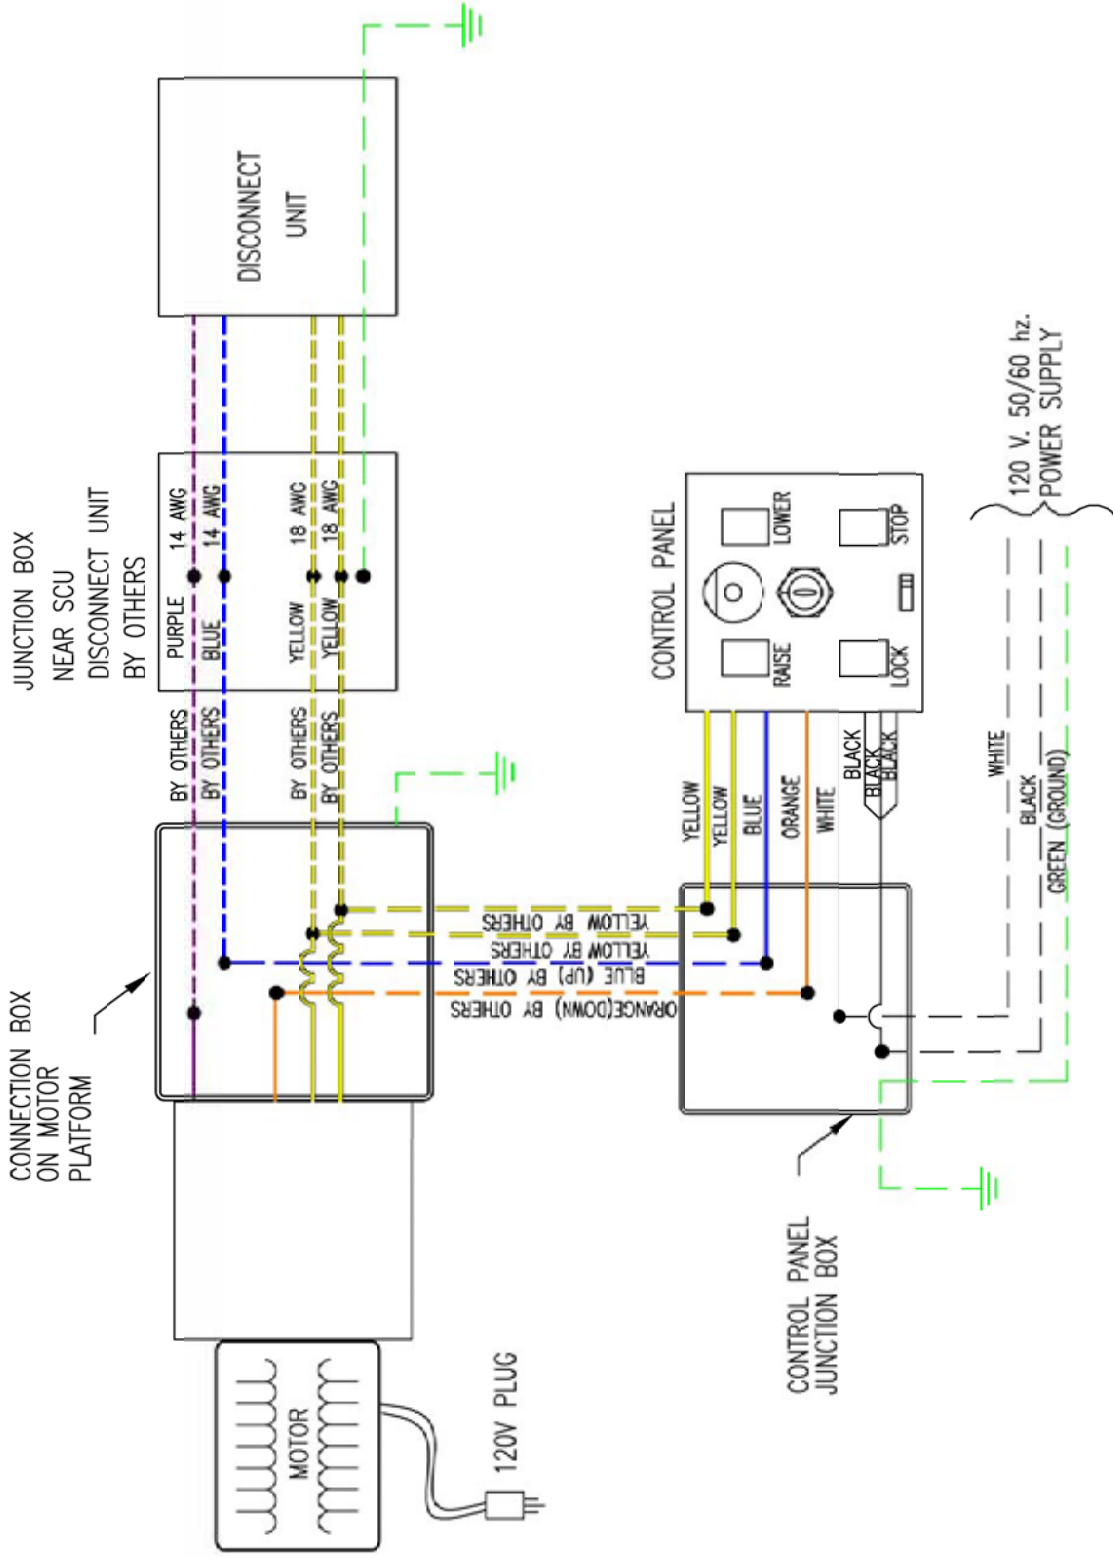 JUNCTION BOX
NEAR SCU
DISCONNECT UNIT
BY OTHERS
CONNECTION BOX
ON MOTOR
PLATFORM
MOTOR
120V PLUG
BY OTHERS
PURPLE
14 AWG
BY OTHERS
BLUE
14 AWG
BY OTHERS
YELLOW
18 AWG
BY OTHERS
YELLOW
18 AWG
DISCONNECT
UNIT
YELLOW BY OTHERS
YELLOW BY OTHERS
BLUE (UP) BY OTHERS
ORANGE(DOWN) BY OTHERS
CONTROL PANEL
YELLOW
YELLOW
BLUE
ORANGE
WHITE
BLACK
BLACK
BLACK
RAISE
LOWER
LOCK
STOP
CONTROL PANEL
JUNCTION BOX
WHITE
BLACK
GREEN (GROUND)
120 V. 50/60 hz.
POWER SUPPLY